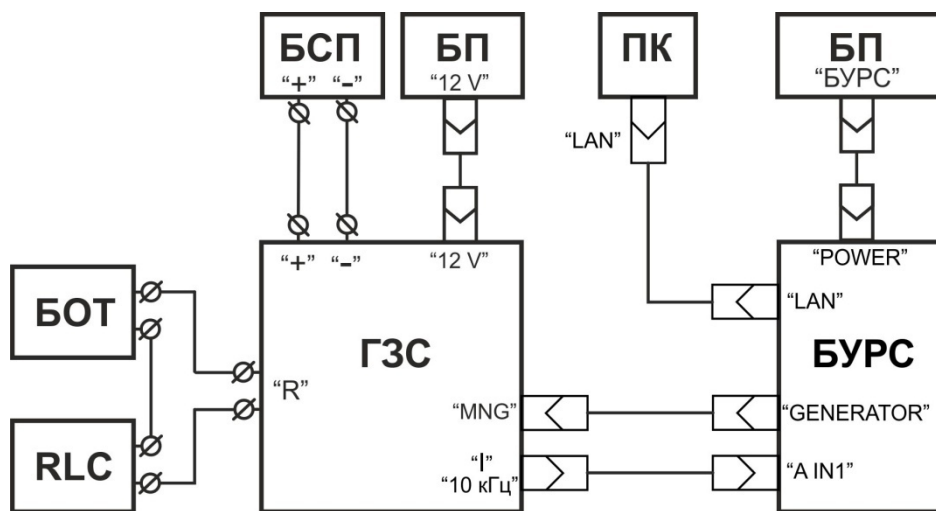 БСП
“+” “-”
БП
“12 V”
ПК
“LAN”
БП
“БУРС”
“+” “-”
“12 V”
“POWER”
“LAN”
БОТ
ГЗС
БУРС
“R”
“MNG”
“GENERATOR”
RLC
“I”
“10 кГц”
“A IN1”